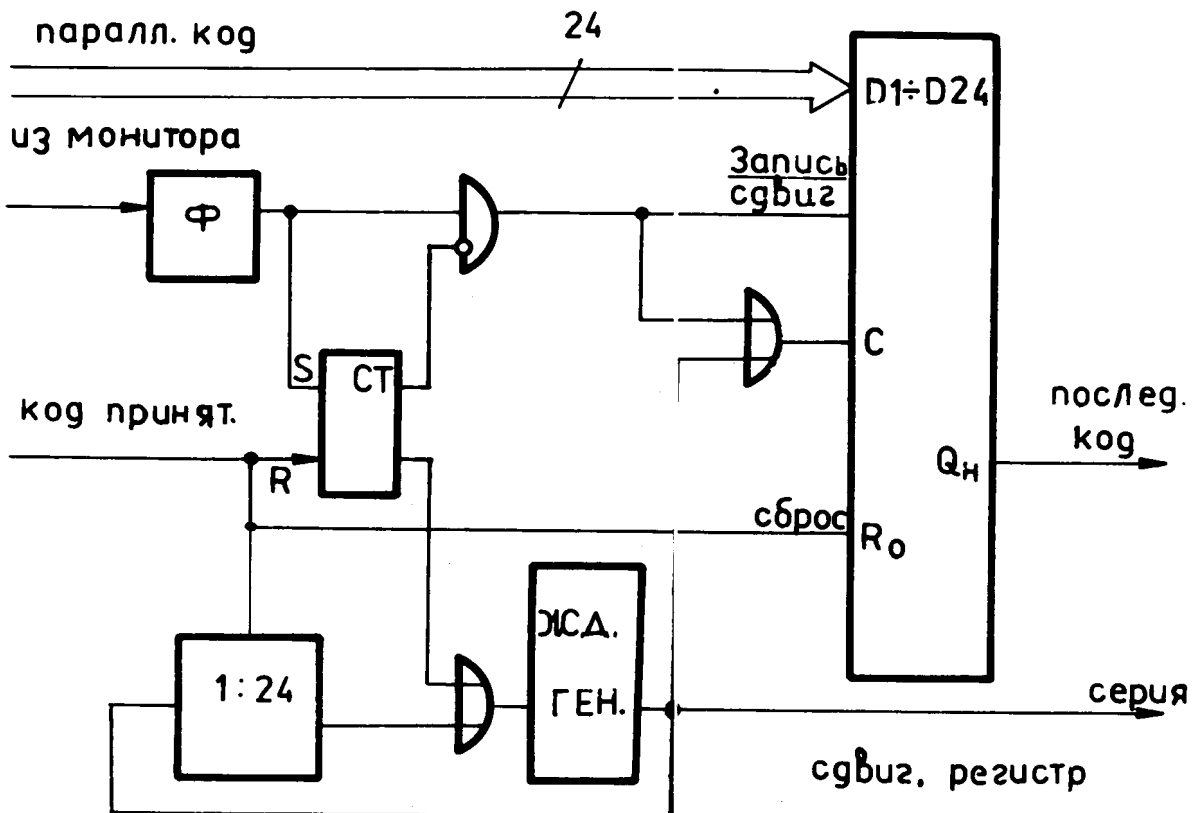 паралл. код
24
D1÷D24
из монитора
Запись
сдвиг
Ф
S
СТ
C
код принят.
R
послед.
код
Qн
сброс
R₀
ЖД.
ГЕН.
1:24
серия
сдвиг, регистр